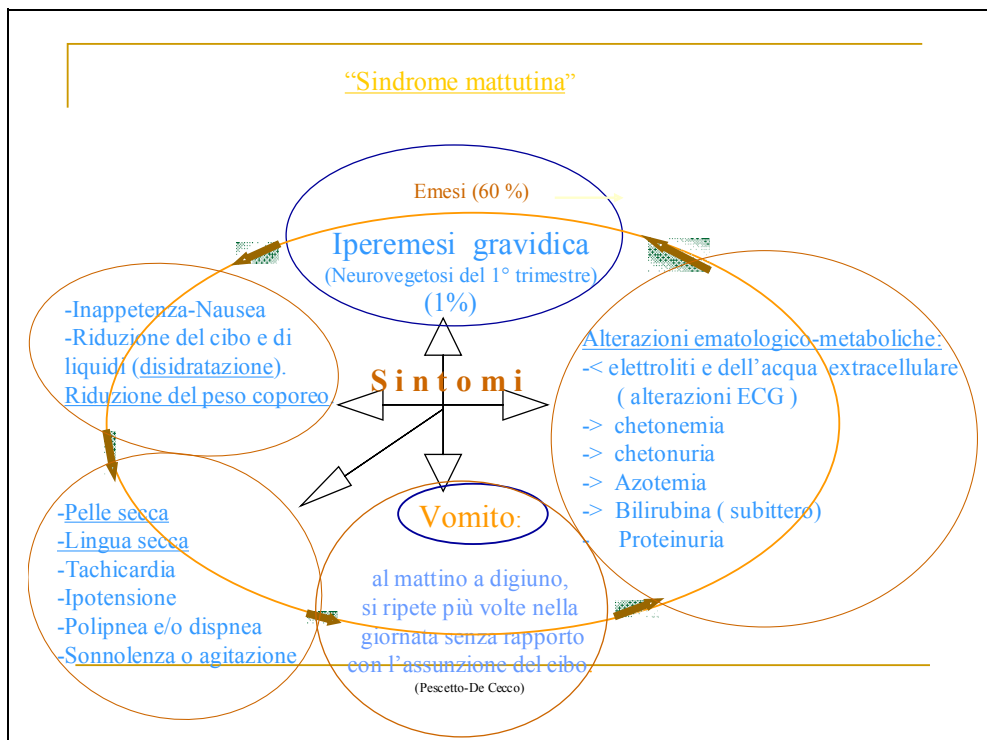 “Sindrome mattutina”
Emesi (60 %)
Iperemesi gravidica
(Neurovegetosi del 1° trimestre)
(1%)
-Inappetenza-Nausea
-Riduzione del cibo e di
liquidi (disidratazione).
Riduzione del peso coporeo.
Sintomi
Alterazioni ematologico-metaboliche:
-< elettroliti e dell’acqua extracellulare
( alterazioni ECG )
-> chetonemia
-> chetonuria
-> Azotemia
-> Bilirubina ( subittero)
- Proteinuria
-Pelle secca
-Lingua secca
-Tachicardia
-Ipotensione
-Polipnea e/o dispnea
-Sonnolenza o agitazione
Vomito:
al mattino a digiuno,
si ripete più volte nella
giornata senza rapporto
con l’assunzione del cibo.
(Pescetto-De Cecco)